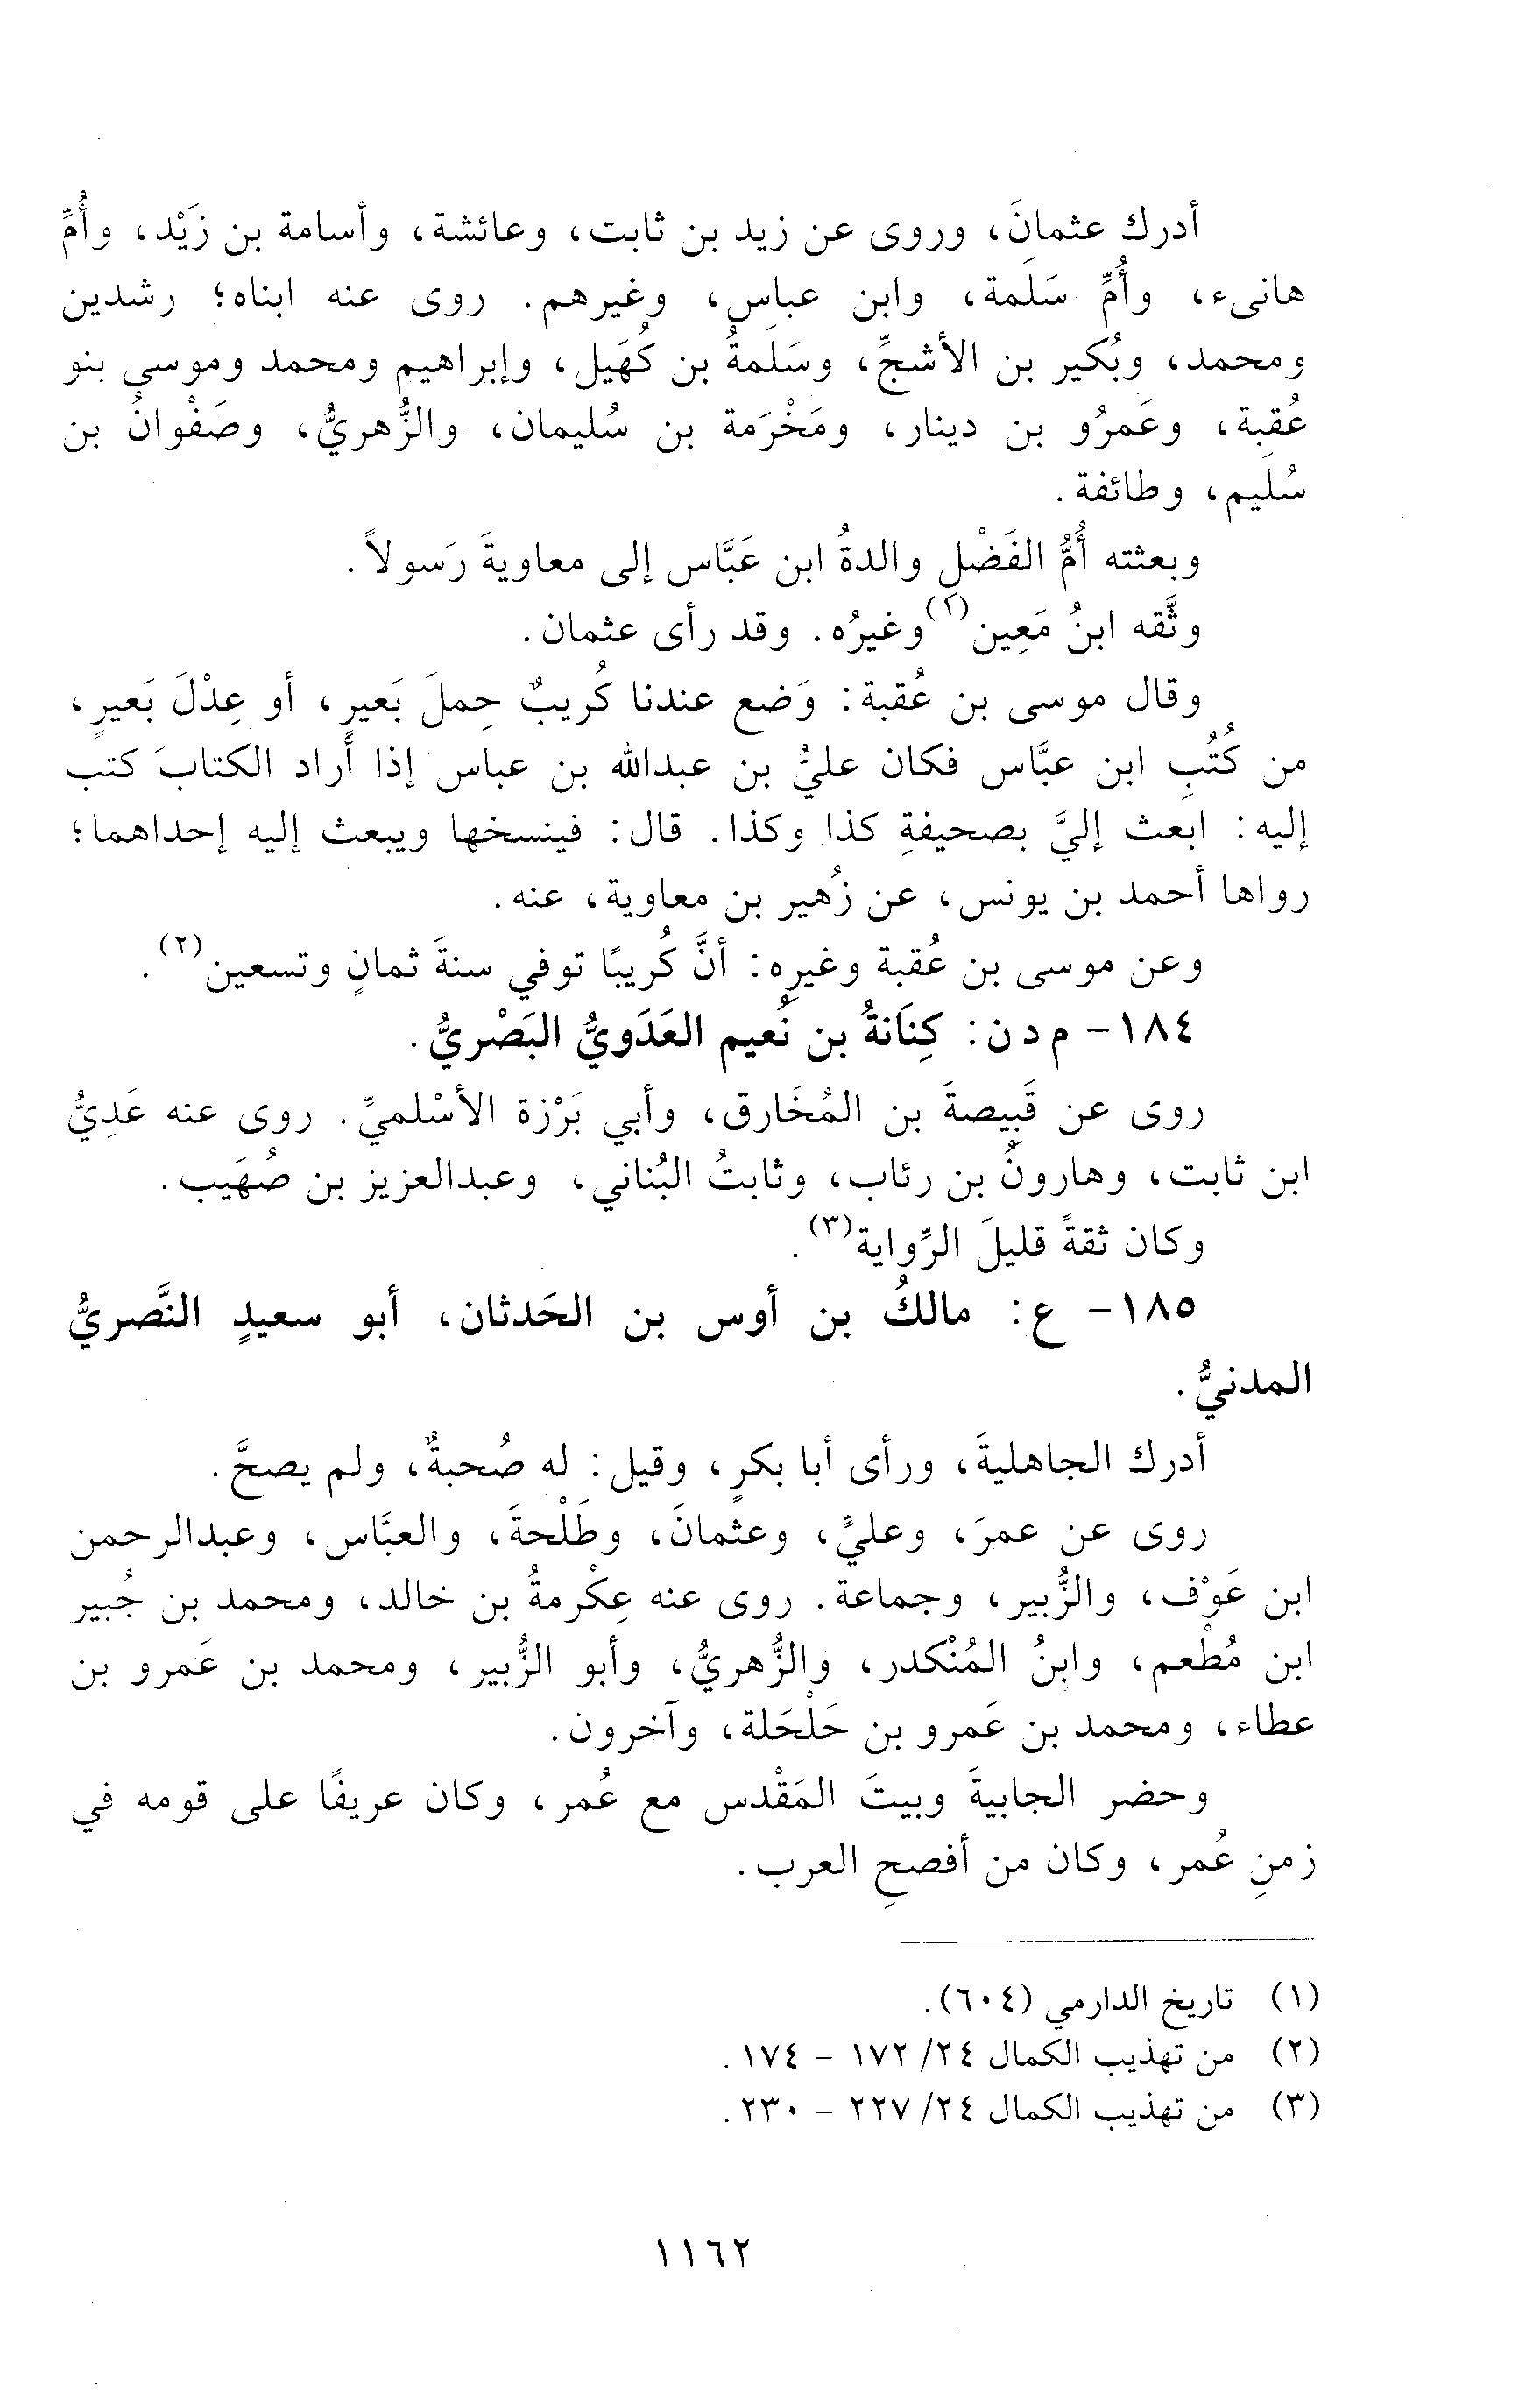 أدرك عثمانَ، وروى عن زيد بن ثابت، وعائشة، وأسامة بن زَيْد، وأُمِّ
هانىء، وأُمِّ سَلَمة، وابن عباس، وغيرهم. روى عنه ابناه؛ رشدين
ومحمد، وبُكير بن الأشجِّ، وسَلَمةُ بن كُهَيل، وإبراهيم ومحمد وموسى بنو
عُقبة، وعَمرُو بن دينار، ومَخْرَمة بن سُليمان، والزُّهريُّ، وصَفْوانُ بن
سُلَيم، وطائفة.
وبعثته أُمُّ الفَضْلِ والدةُ ابن عَبَّاس إلى معاويةَ رَسولاً.
وثَّقه ابنُ مَعِين(١) وغيرُه. وقد رأى عثمان.
وقال موسى بن عُقبة: وَضع عندنا كُريبٌ حِملَ بَعيرٍ، أو عِدْلَ بَعيرٍ،
من كُتُبِ ابن عبَّاس فكان عليُّ بن عبدالله بن عباس إذا أراد الكتابَ كتب
إليه: ابعث إليَّ بصحيفةِ كذا وكذا. قال: فينسخها ويبعث إليه إحداهما؛
رواها أحمد بن يونس، عن زُهير بن معاوية، عنه.
وعن موسى بن عُقبة وغيرِه: أنَّ كُريبًا توفي سنةَ ثمانٍ وتسعين(٢).
١٨٤- م د ن: كِنَانةُ بن نُعيم العَدَويُّ البَصْريُّ.
روى عن قَبِيصةَ بن المُخَارق، وأبي بَرْزة الأسْلميِّ. روى عنه عَدِيُّ
ابن ثابت، وهارونُ بن رئاب، وثابتُ البُناني، وعبدالعزيز بن صُهَيب.
وكان ثقةً قليلَ الرِّواية(٣).
١٨٥- ع: مالكُ بن أوس بن الحَدثان، أبو سعيدٍ النَّصريُّ
المدنيُّ.
أدرك الجاهليةَ، ورأى أبا بكرٍ، وقيل: له صُحبةٌ، ولم يصحَّ.
روى عن عمرَ، وعليٍّ، وعثمانَ، وطَلْحةَ، والعبَّاس، وعبدالرحمن
ابن عَوْف، والزُّبير، وجماعة. روى عنه عِكْرمةُ بن خالد، ومحمد بن جُبير
ابن مُطْعم، وابنُ المُنْكدر، والزُّهريُّ، وأبو الزُّبير، ومحمد بن عَمرو بن
عطاء، ومحمد بن عَمرو بن حَلْحَلة، وآخرون.
وحضر الجابيةَ وبيتَ المَقْدس مع عُمر، وكان عريفًا على قومه في
زمنِ عُمر، وكان من أفصحِ العرب.
(١) تاريخ الدارمي (٦٠٤).
(٢) من تهذيب الكمال ٢٤/ ١٧٢ - ١٧٤.
(٣) من تهذيب الكمال ٢٤/ ٢٢٧ - ٢٣٠.
١١٦٢